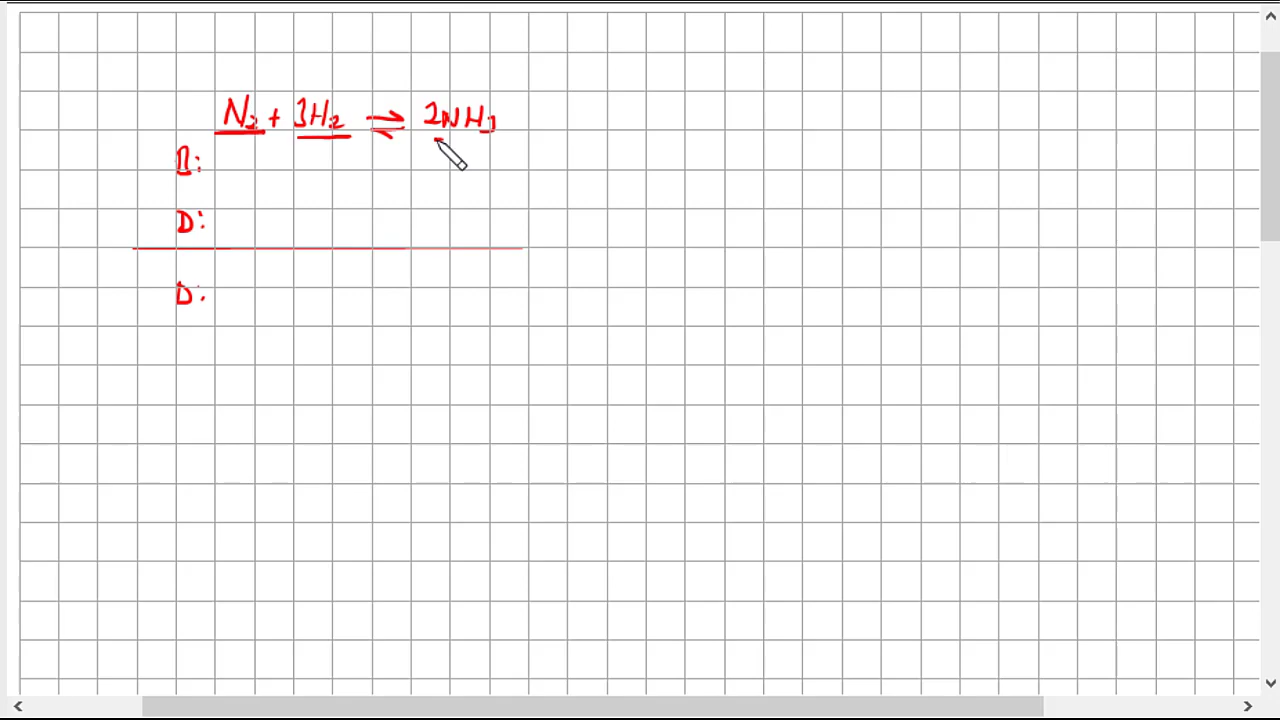 N₂ + 3H₂ ⇌ 2NH₃
B:
D:
D: